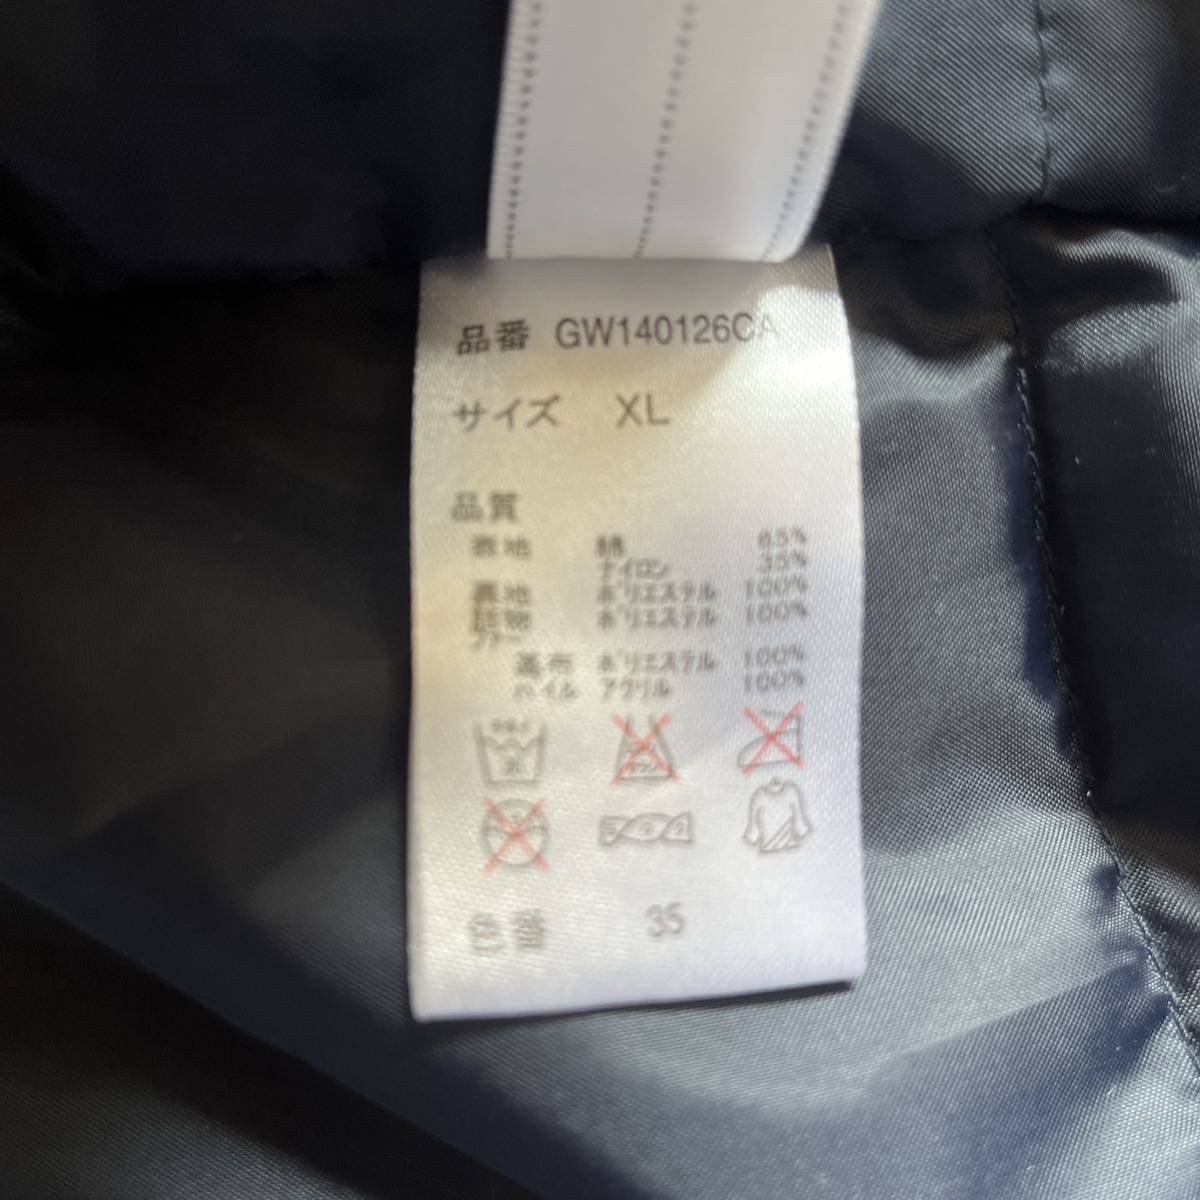 品番 GW140126CA
サイズ XL
品質
表地 綿 65%
ナイロン 35%
裏地 ポリエステル 100%
詰物 ポリエステル 100%
ファー
基布 ポリエステル 100%
パイル アクリル 100%
色番 35